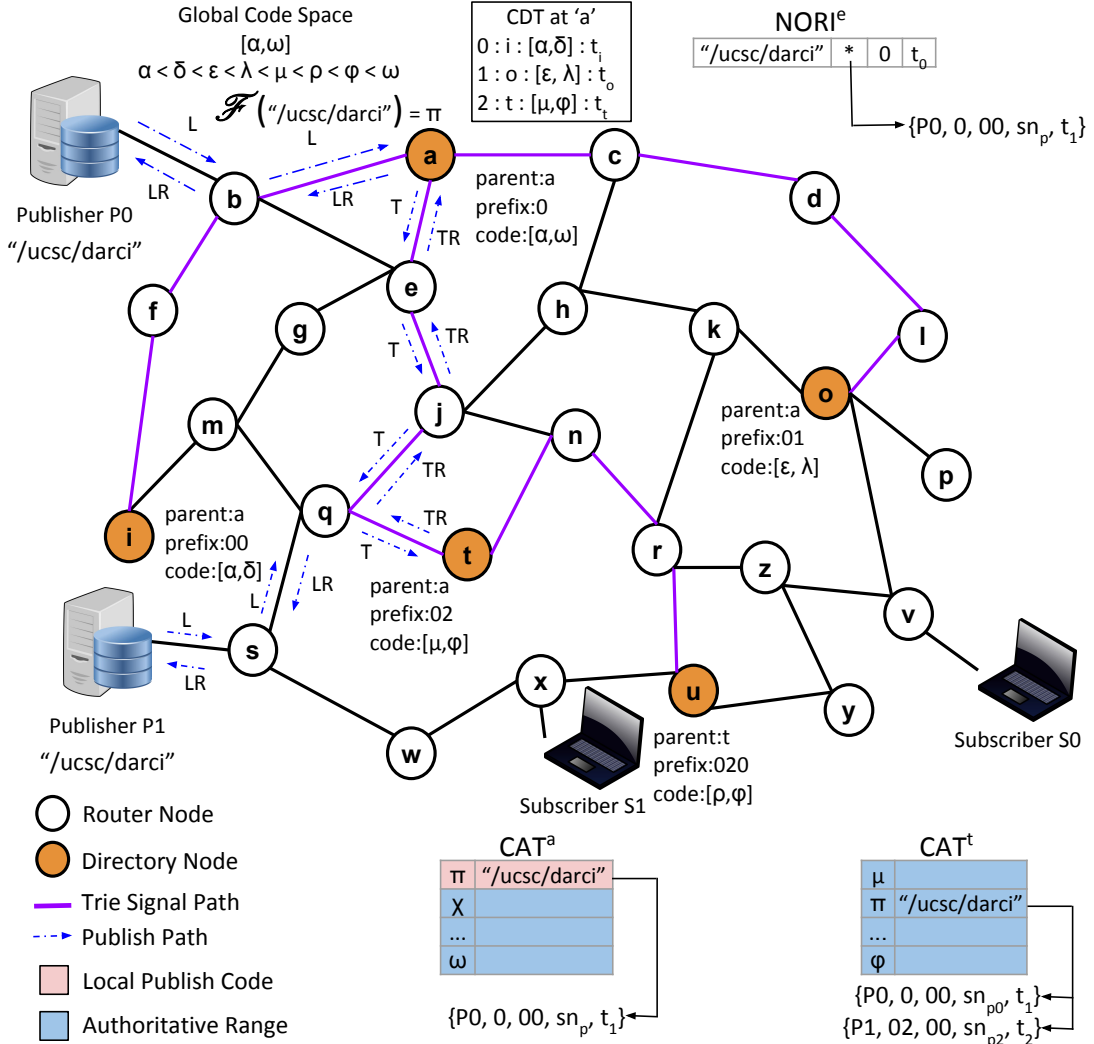 Global Code Space
[α,ω]
α < δ < ε < λ < μ < ρ < φ < ω
ℱ (“/ucsc/darci”) = π
CDT at ‘a’
0 : i : [α,δ] : tᵢ
1 : o : [ε, λ] : tₒ
2 : t : [μ,φ] : tₜ
NORIᵉ
“/ucsc/darci” * 0 t₀
{P0, 0, 00, snₚ, t₁}
L
L
LR
LR
Publisher P0
“/ucsc/darci”
a
b
c
d
parent:a
prefix:0
code:[α,ω]
T
TR
e
f
g
h
k
l
T
TR
j
m
n
o
p
parent:a
prefix:01
code:[ε, λ]
T
TR
q
i
t
r
z
v
parent:a
prefix:00
code:[α,δ]
TR
T
L
LR
parent:a
prefix:02
code:[μ,φ]
L
LR
s
x
u
y
w
Publisher P1
“/ucsc/darci”
Subscriber S1
parent:t
prefix:020
code:[ρ,φ]
Subscriber S0
Router Node
Directory Node
Trie Signal Path
Publish Path
Local Publish Code
Authoritative Range
CATᵃ
π “/ucsc/darci”
χ
...
ω
{P0, 0, 00, snₚ, t₁}
CATᵗ
μ
π “/ucsc/darci”
...
φ
{P0, 0, 00, snₚ₀, t₁}
{P1, 02, 00, snₚ₂, t₂}